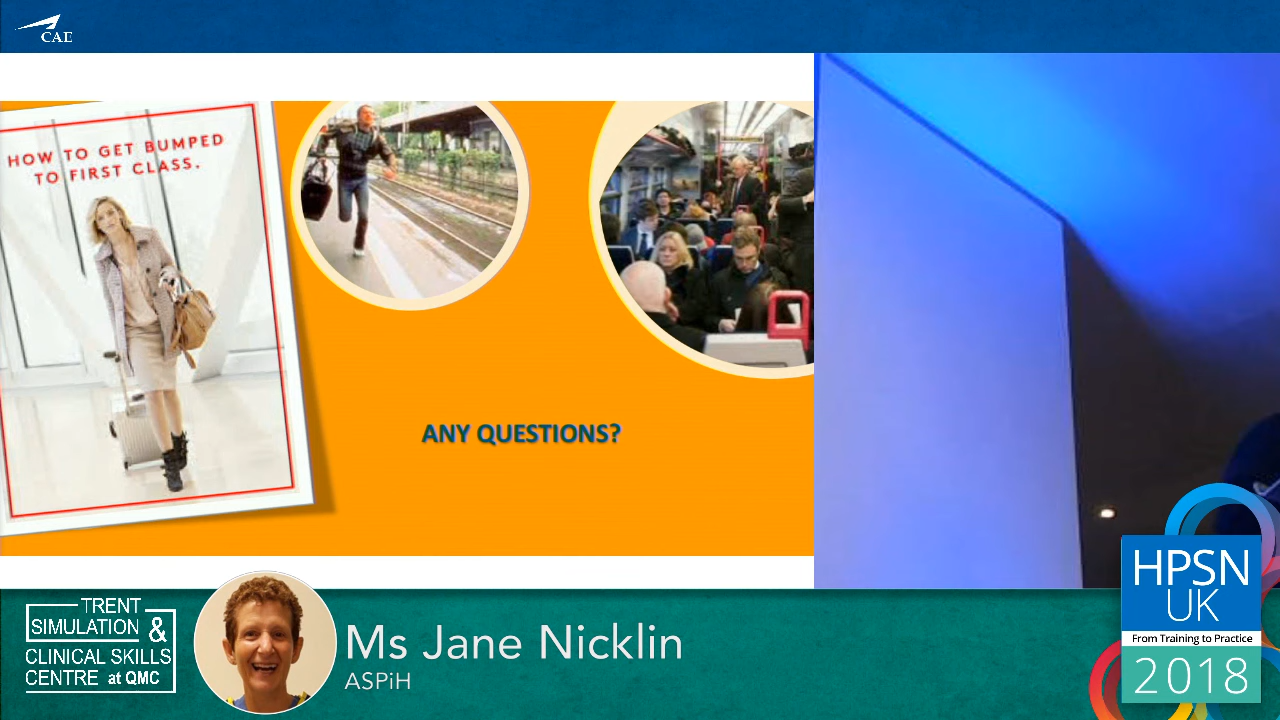 CAE
HOW TO GET BUMPED
TO FIRST CLASS.
ANY QUESTIONS?
TRENT
SIMULATION &
CLINICAL SKILLS
CENTRE at QMC
Ms Jane Nicklin
ASPiH
HPSN
UK
From Training to Practice
2018